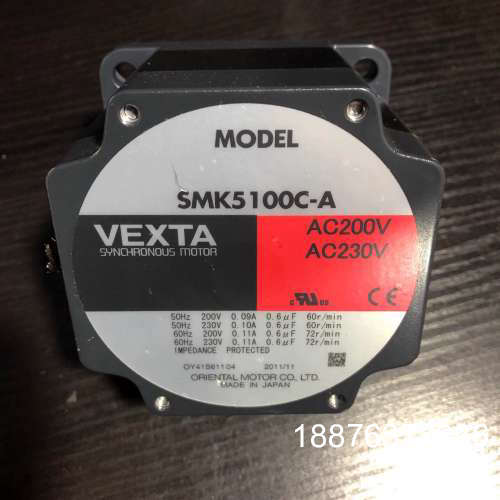 MODEL
SMK5100C-A
VEXTA
SYNCHRONOUS MOTOR
AC200V
AC230V
c UL us
CE
50Hz 200V 0.09A 0.6μF 60r/min
50Hz 230V 0.10A 0.6μF 60r/min
60Hz 200V 0.11A 0.6μF 72r/min
60Hz 230V 0.11A 0.6μF 72r/min
IMPEDANCE PROTECTED
2011/11
ORIENTAL MOTOR CO., LTD.
MADE IN JAPAN